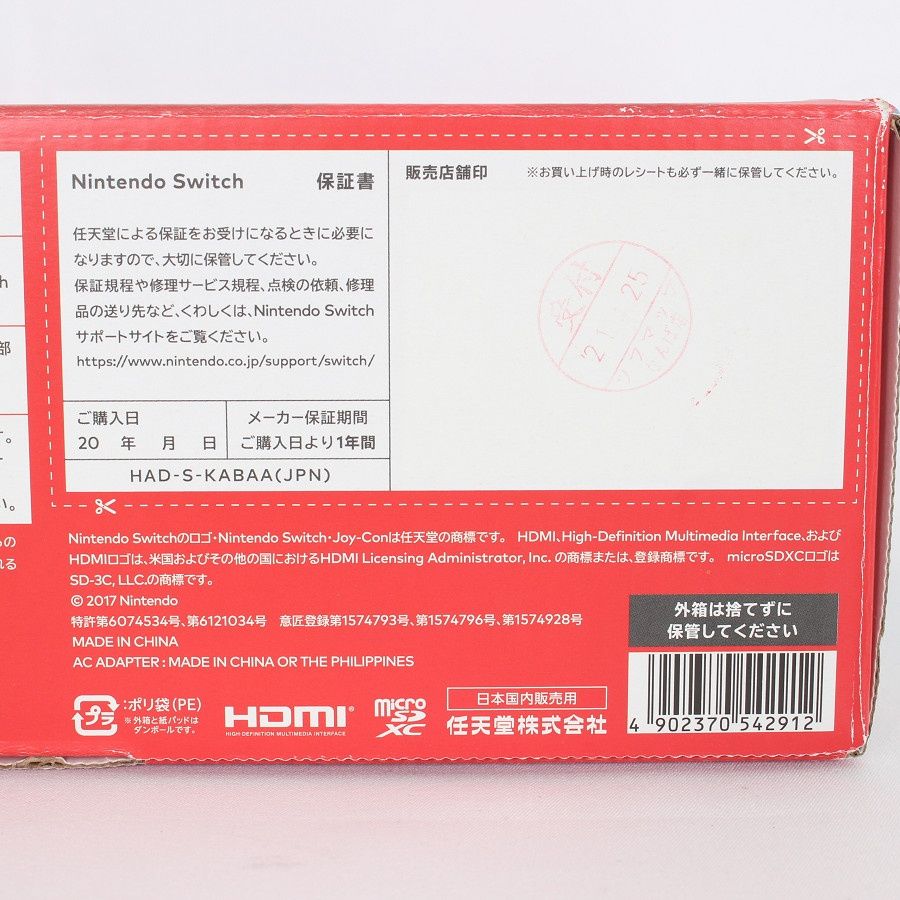 Nintendo Switch 保証書
任天堂による保証をお受けになるときに必要に
なりますので、大切に保管してください。
保証規程や修理サービス規程、点検の依頼、修理
品の送り先など、くわしくは、Nintendo Switch
サポートサイトをご覧ください。
https://www.nintendo.co.jp/support/switch/
ご購入日
20 年 月 日
メーカー保証期間
ご購入日より1年間
HAD-S-KABAA(JPN)
販売店舗印 ※お買い上げ時のレシートも必ず一緒に保管してください。
受付
21 25
ch
部
す。
い。
らの
れる
Nintendo Switchのロゴ・Nintendo Switch・Joy-Conは任天堂の商標です。 HDMI、High-Definition Multimedia Interface、および
HDMIロゴは、米国およびその他の国におけるHDMI Licensing Administrator, Inc. の商標または、登録商標です。 microSDXCロゴは
SD-3C, LLC.の商標です。
© 2017 Nintendo
特許第6074534号、第6121034号 意匠登録第1574793号、第1574796号、第1574928号
MADE IN CHINA
AC ADAPTER : MADE IN CHINA OR THE PHILIPPINES
プラ
:ポリ袋(PE)
※外箱と紙パッドは
ダンボールです。
HDMI®
HIGH-DEFINITION MULTIMEDIA INTERFACE
micro
SD
XC
日本国内販売用
任天堂株式会社
外箱は捨てずに
保管してください
4 902370 542912